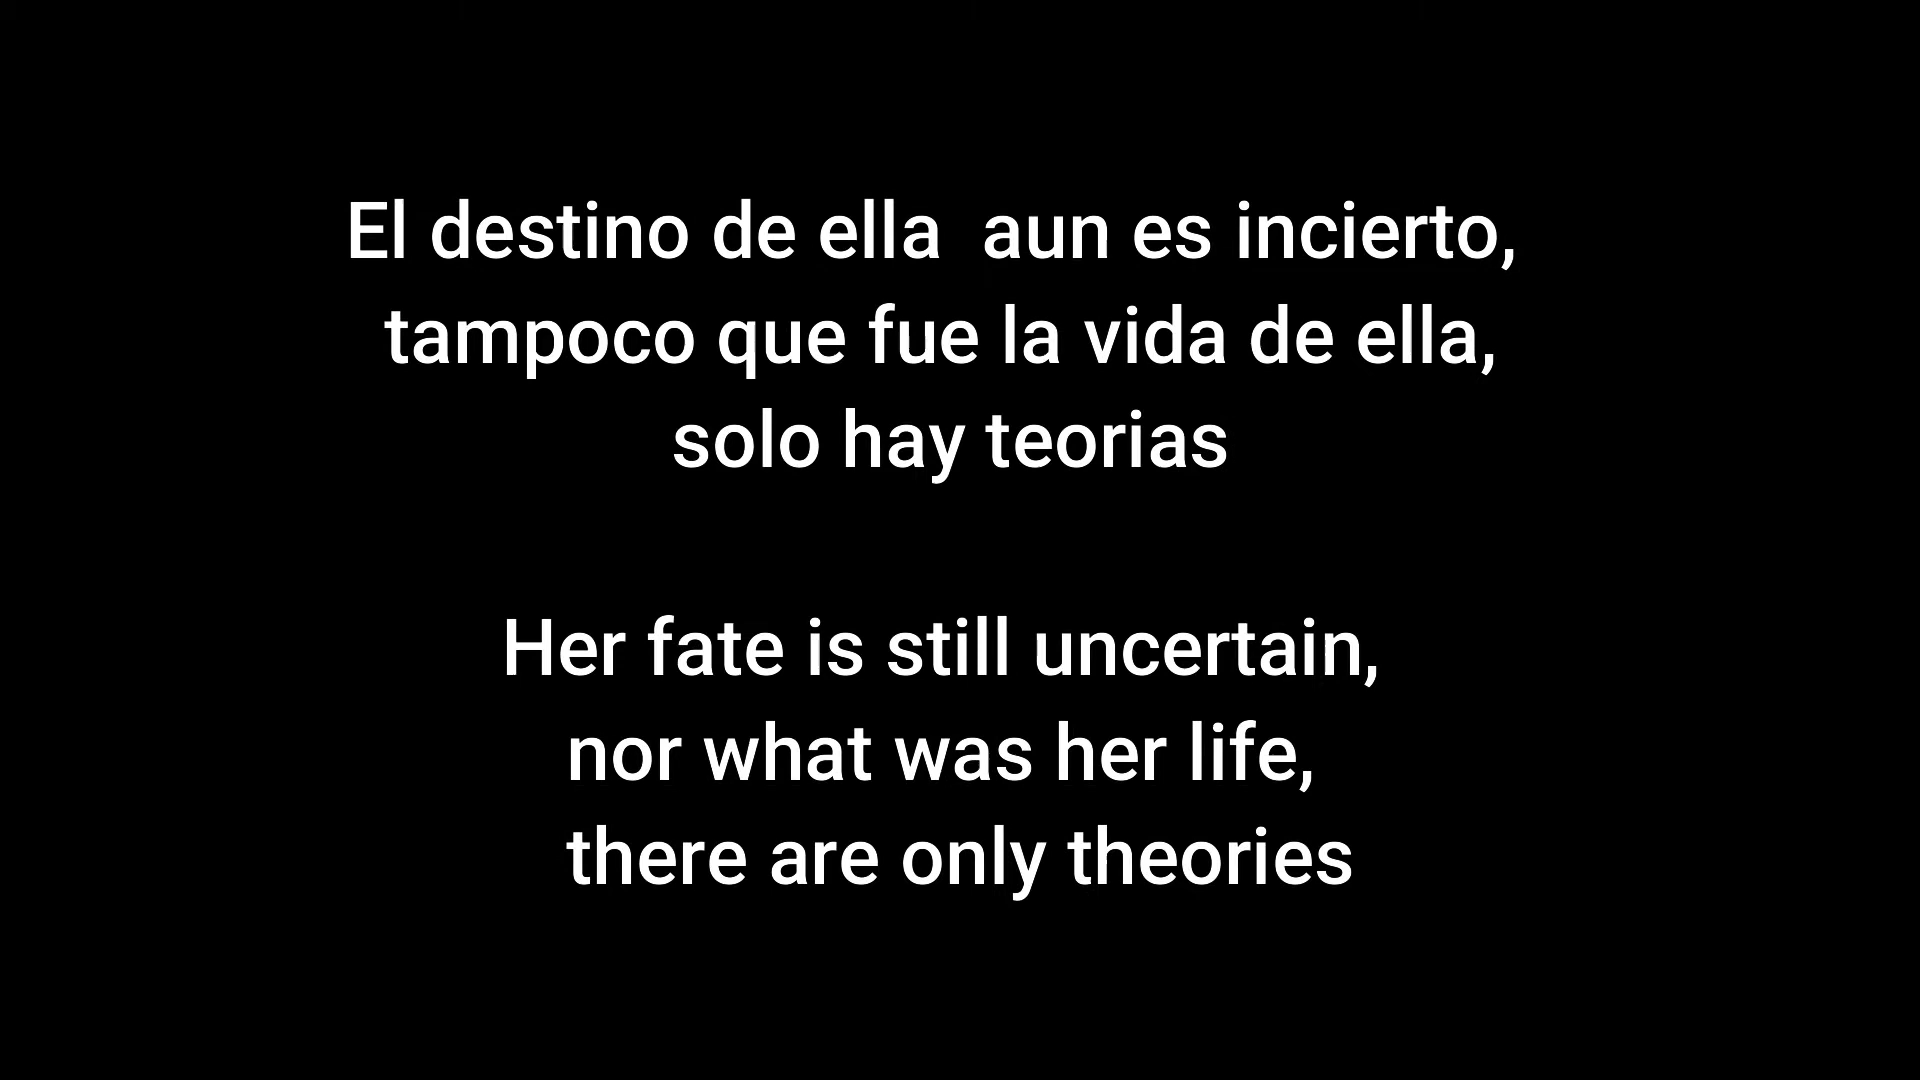 El destino de ella  aun es incierto,
tampoco que fue la vida de ella,
solo hay teorias
Her fate is still uncertain,
nor what was her life,
there are only theories